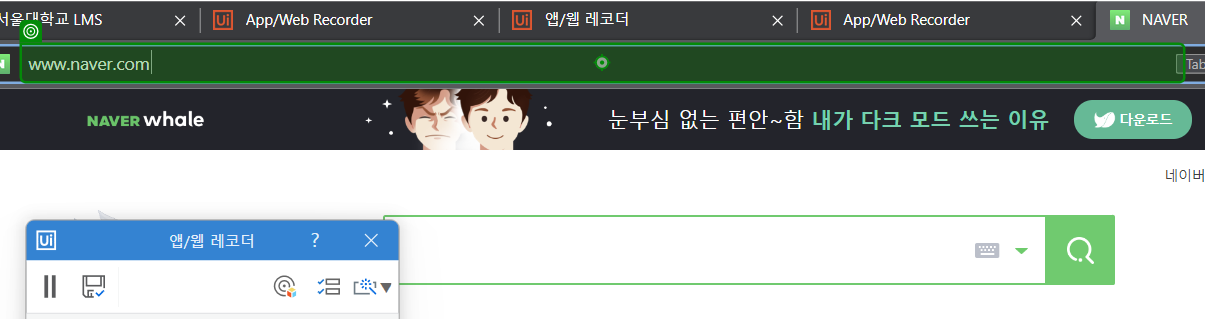 서울대학교 LMS
Ui App/Web Recorder
Ui 앱/웹 레코더
Ui App/Web Recorder
N NAVER
N www.naver.com Tab
NAVER whale
눈부심 없는 편안~함 내가 다크 모드 쓰는 이유
다운로드
네이버
Ui 앱/웹 레코더 ?